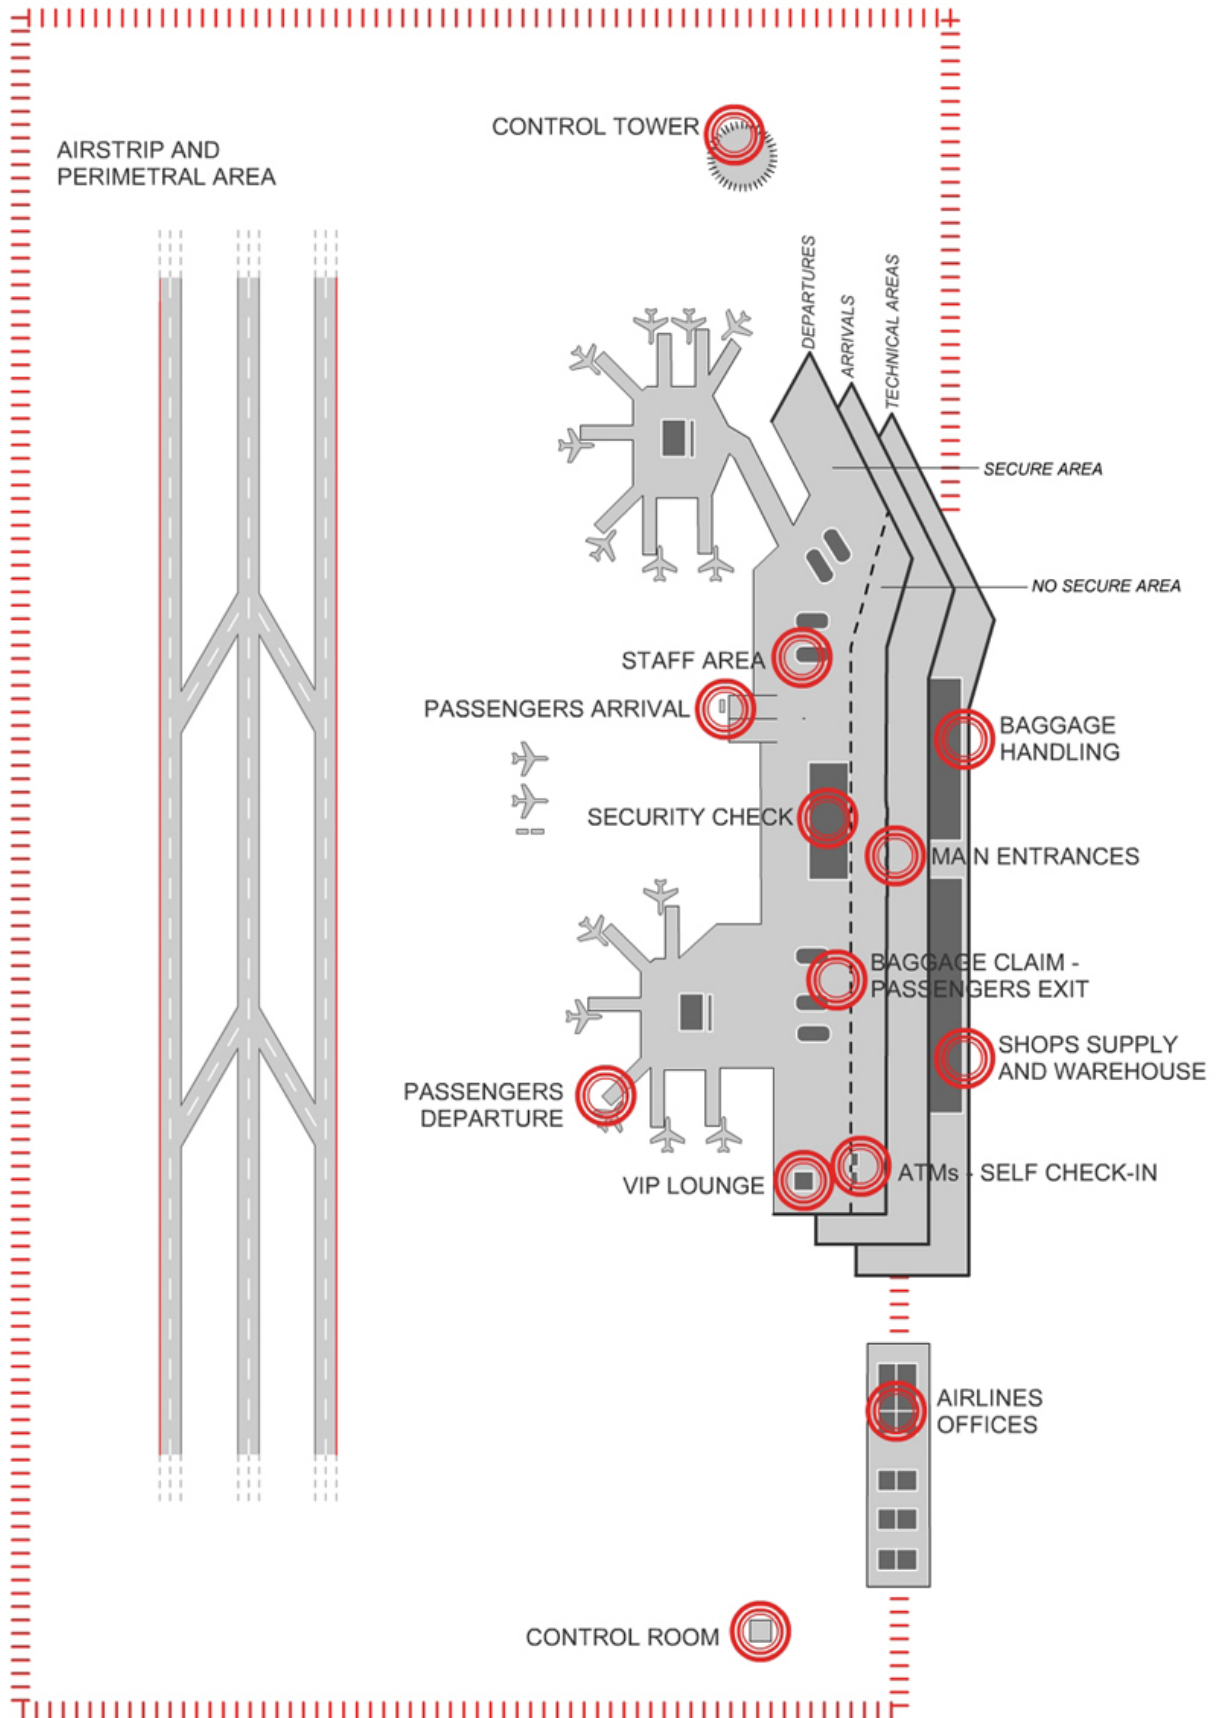 CONTROL TOWER
AIRSTRIP AND
PERIMETRAL AREA
DEPARTURES
ARRIVALS
TECHNICAL AREAS
SECURE AREA
NO SECURE AREA
STAFF AREA
PASSENGERS ARRIVAL
BAGGAGE
HANDLING
SECURITY CHECK
MAIN ENTRANCES
BAGGAGE CLAIM -
PASSENGERS EXIT
SHOPS SUPPLY
AND WAREHOUSE
PASSENGERS
DEPARTURE
VIP LOUNGE
ATMs - SELF CHECK-IN
AIRLINES
OFFICES
CONTROL ROOM